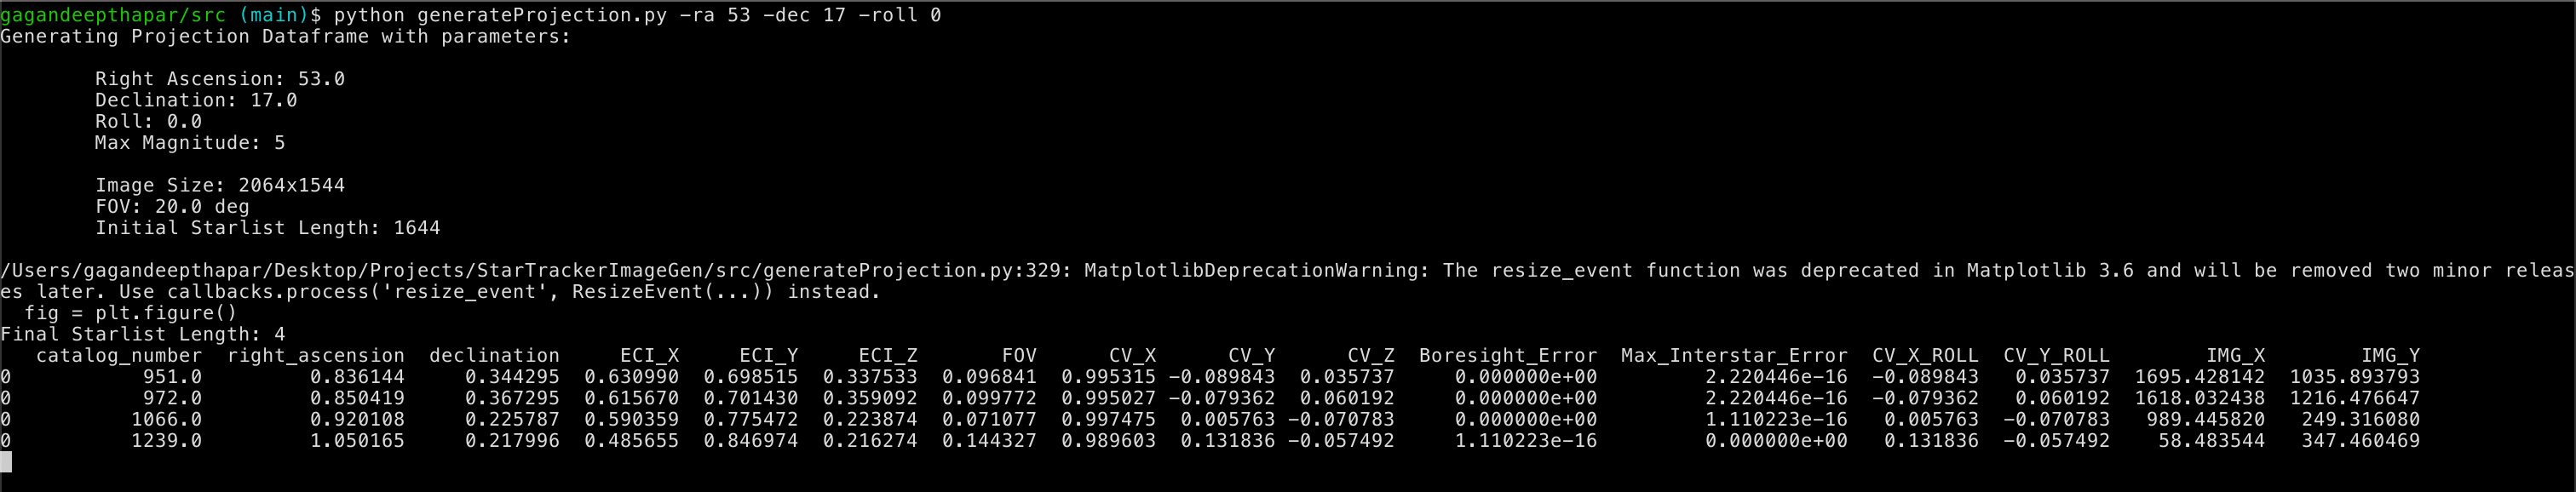 gagandeepthapar/src (main)$ python generateProjection.py -ra 53 -dec 17 -roll 0
Generating Projection Dataframe with parameters:
Right Ascension: 53.0
Declination: 17.0
Roll: 0.0
Max Magnitude: 5
Image Size: 2064x1544
FOV: 20.0 deg
Initial Starlist Length: 1644
/Users/gagandeepthapar/Desktop/Projects/StarTrackerImageGen/src/generateProjection.py:329: MatplotlibDeprecationWarning: The resize_event function was deprecated in Matplotlib 3.6 and will be removed two minor releas
es later. Use callbacks.process('resize_event', ResizeEvent(...)) instead.
fig = plt.figure()
Final Starlist Length: 4
catalog_number right_ascension declination ECI_X ECI_Y ECI_Z FOV CV_X CV_Y CV_Z Boresight_Error Max_Interstar_Error CV_X_ROLL CV_Y_ROLL IMG_X IMG_Y
0 951.0 0.836144 0.344295 0.630990 0.698515 0.337533 0.096841 0.995315 -0.089843 0.035737 0.000000e+00 2.220446e-16 -0.089843 0.035737 1695.428142 1035.893793
0 972.0 0.850419 0.367295 0.615670 0.701430 0.359092 0.099772 0.995027 -0.079362 0.060192 0.000000e+00 2.220446e-16 -0.079362 0.060192 1618.032438 1216.476647
0 1066.0 0.920108 0.225787 0.590359 0.775472 0.223874 0.071077 0.997475 0.005763 -0.070783 0.000000e+00 1.110223e-16 0.005763 -0.070783 989.445820 249.316080
0 1239.0 1.050165 0.217996 0.485655 0.846974 0.216274 0.144327 0.989603 0.131836 -0.057492 1.110223e-16 0.000000e+00 0.131836 -0.057492 58.483544 347.460469